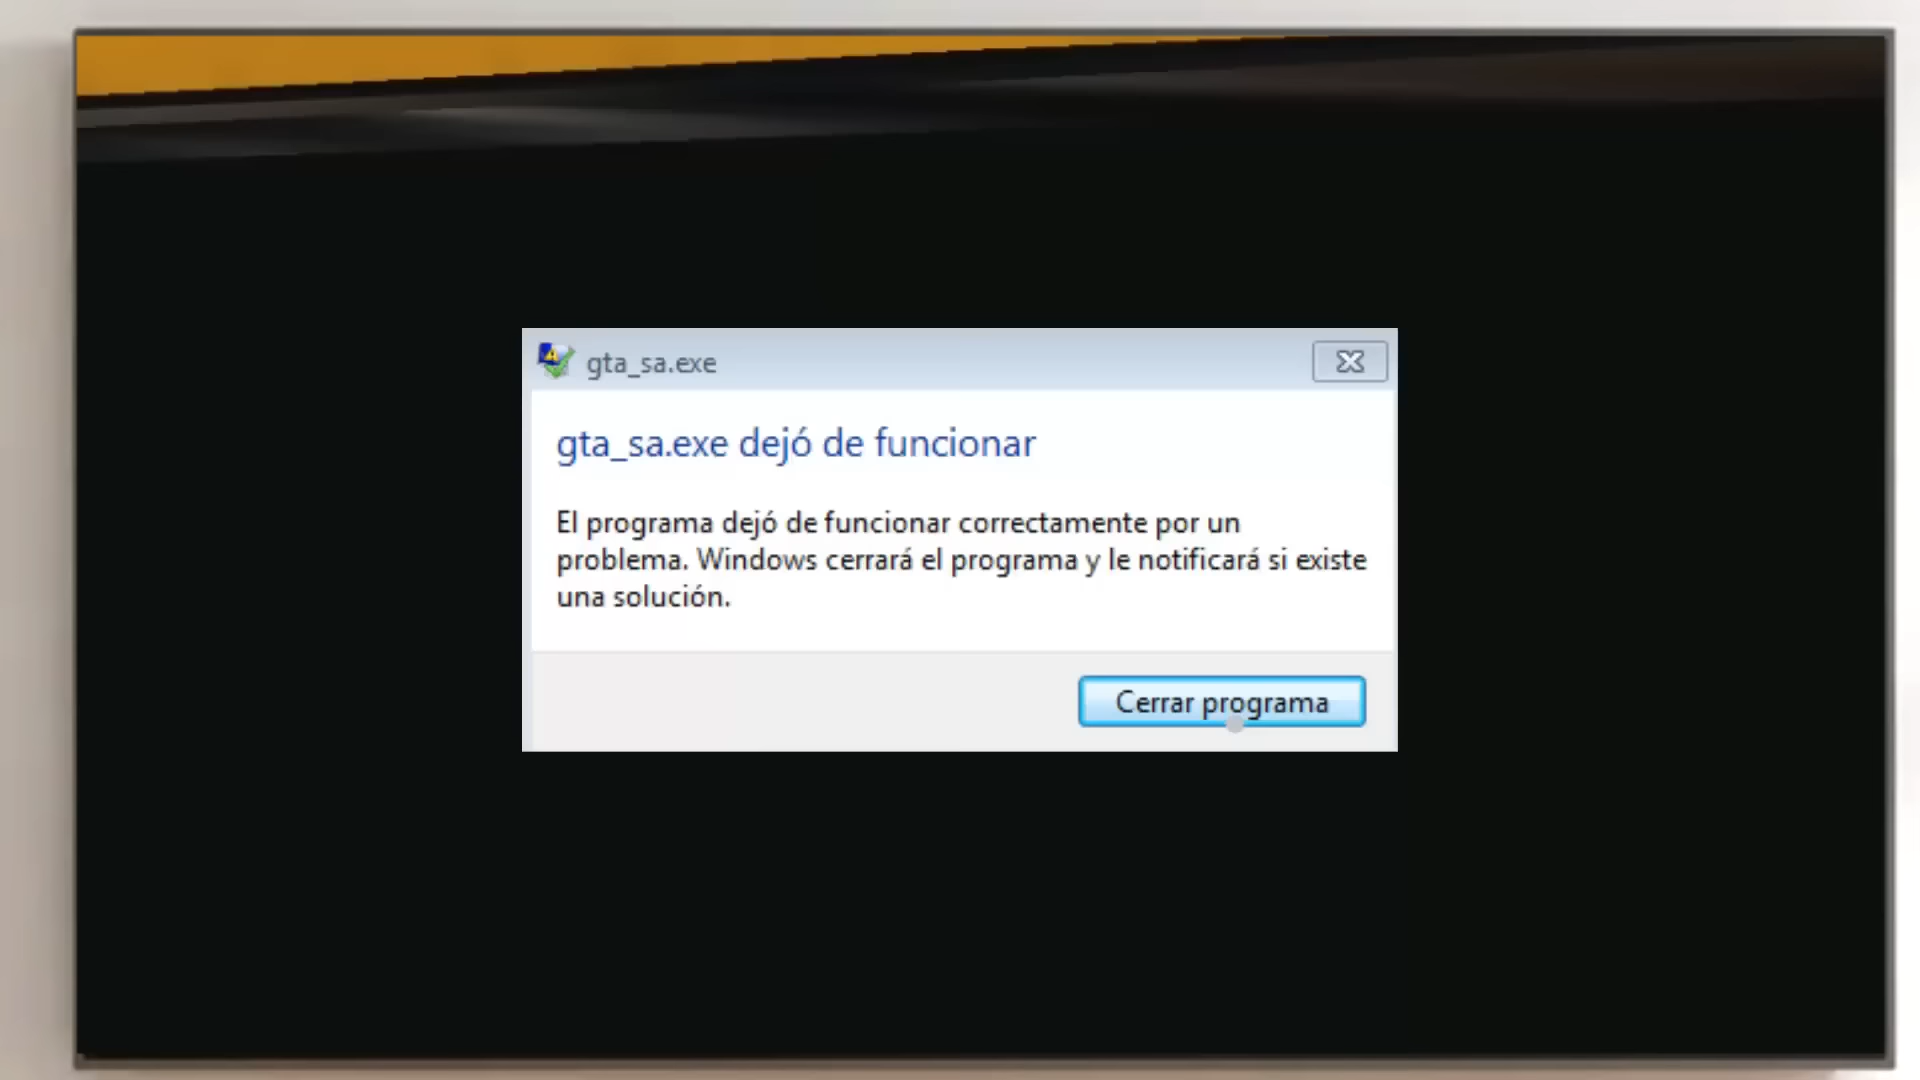 gta_sa.exe
gta_sa.exe dejó de funcionar
El programa dejó de funcionar correctamente por un
problema. Windows cerrará el programa y le notificará si existe
una solución.
Cerrar programa